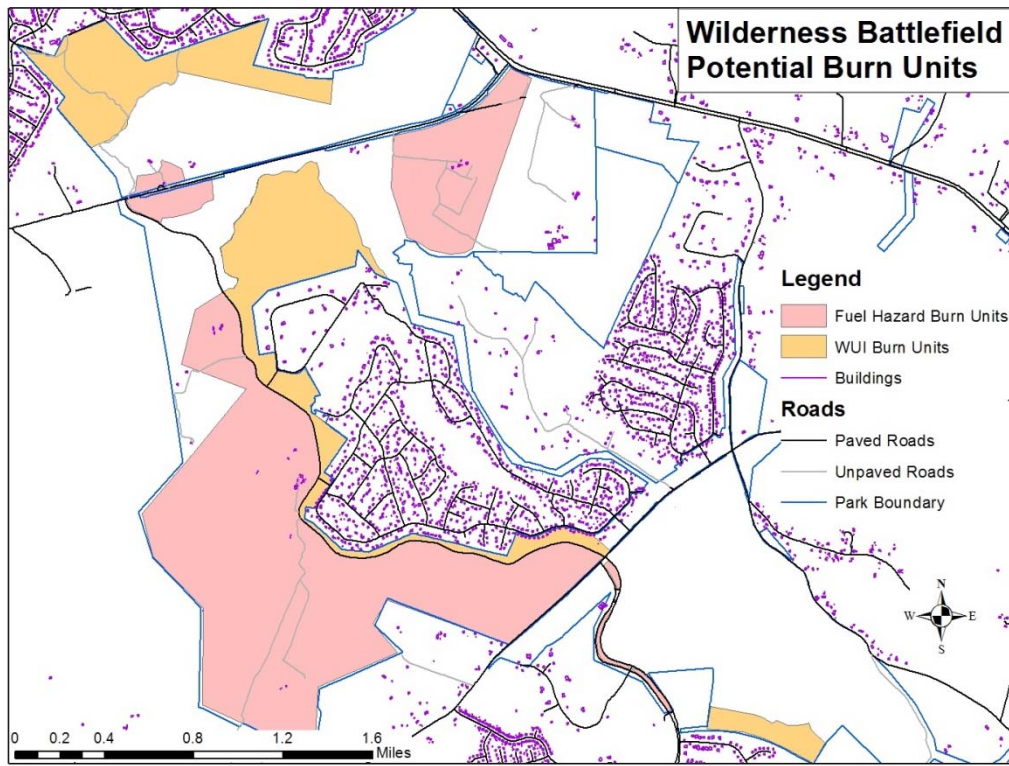 Wilderness Battlefield
Potential Burn Units
Legend
Fuel Hazard Burn Units
WUI Burn Units
Buildings
Roads
Paved Roads
Unpaved Roads
Park Boundary
N
W E
S
0 0.2 0.4 0.8 1.2 1.6
Miles